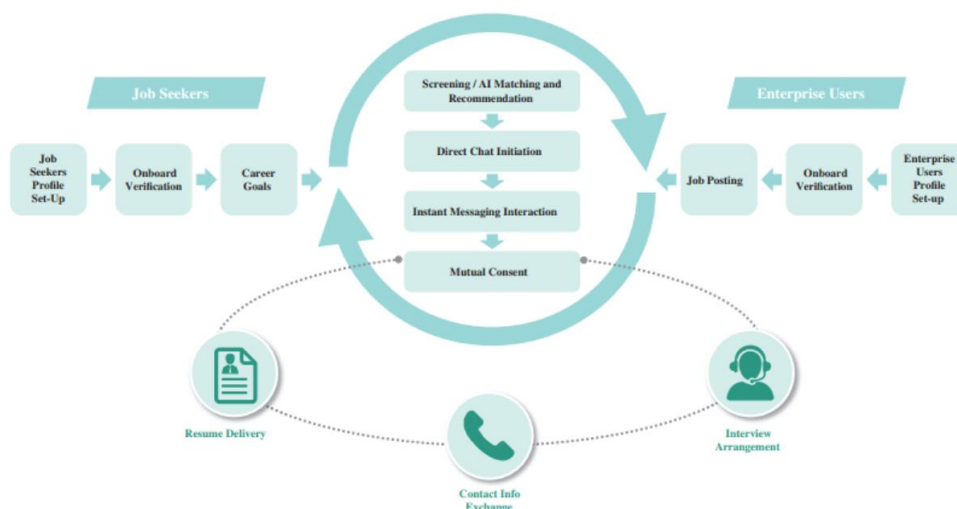 Job Seekers
Enterprise Users
Job
Seekers
Profile
Set-Up
Onboard
Verification
Career
Goals
Screening / AI Matching and
Recommendation
Direct Chat Initiation
Instant Messaging Interaction
Mutual Consent
Job Posting
Onboard
Verification
Enterprise
Users
Profile
Set-up
Resume Delivery
Contact Info
Exchange
Interview
Arrangement